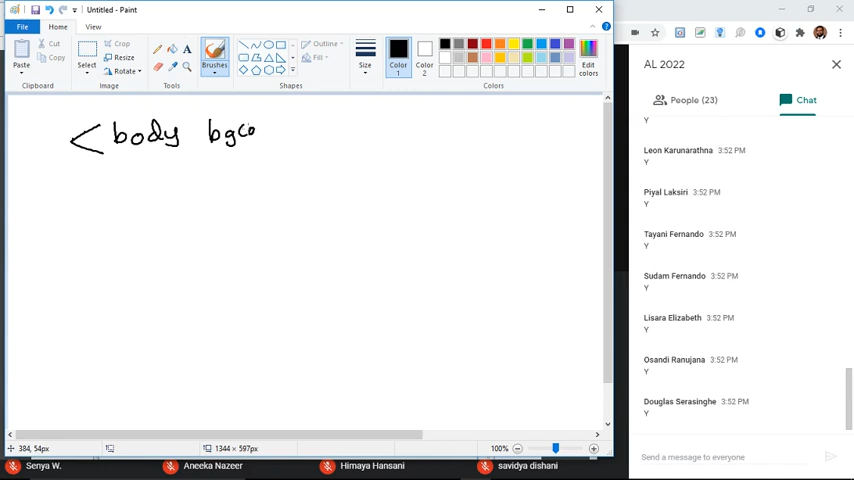 Untitled - Paint
File
Home
View
Paste
Cut
Copy
Clipboard
Select
Crop
Resize
Rotate
Image
A
Tools
Brushes
Outline
Fill
Shapes
Size
Color 1
Color 2
Edit colors
Colors
< body bgco
384, 54px
1344 × 597px
100%
Senya W.
Aneeka Nazeer
Himaya Hansani
savidya dishani
AL 2022
People (23)
Chat
Y
Leon Karunarathna 3:52 PM
Y
Piyal Laksiri 3:52 PM
Y
Tayani Fernando 3:52 PM
Y
Sudam Fernando 3:52 PM
Y
Lisara Elizabeth 3:52 PM
Y
Osandi Ranujana 3:52 PM
Y
Douglas Serasinghe 3:52 PM
Y
Send a message to everyone